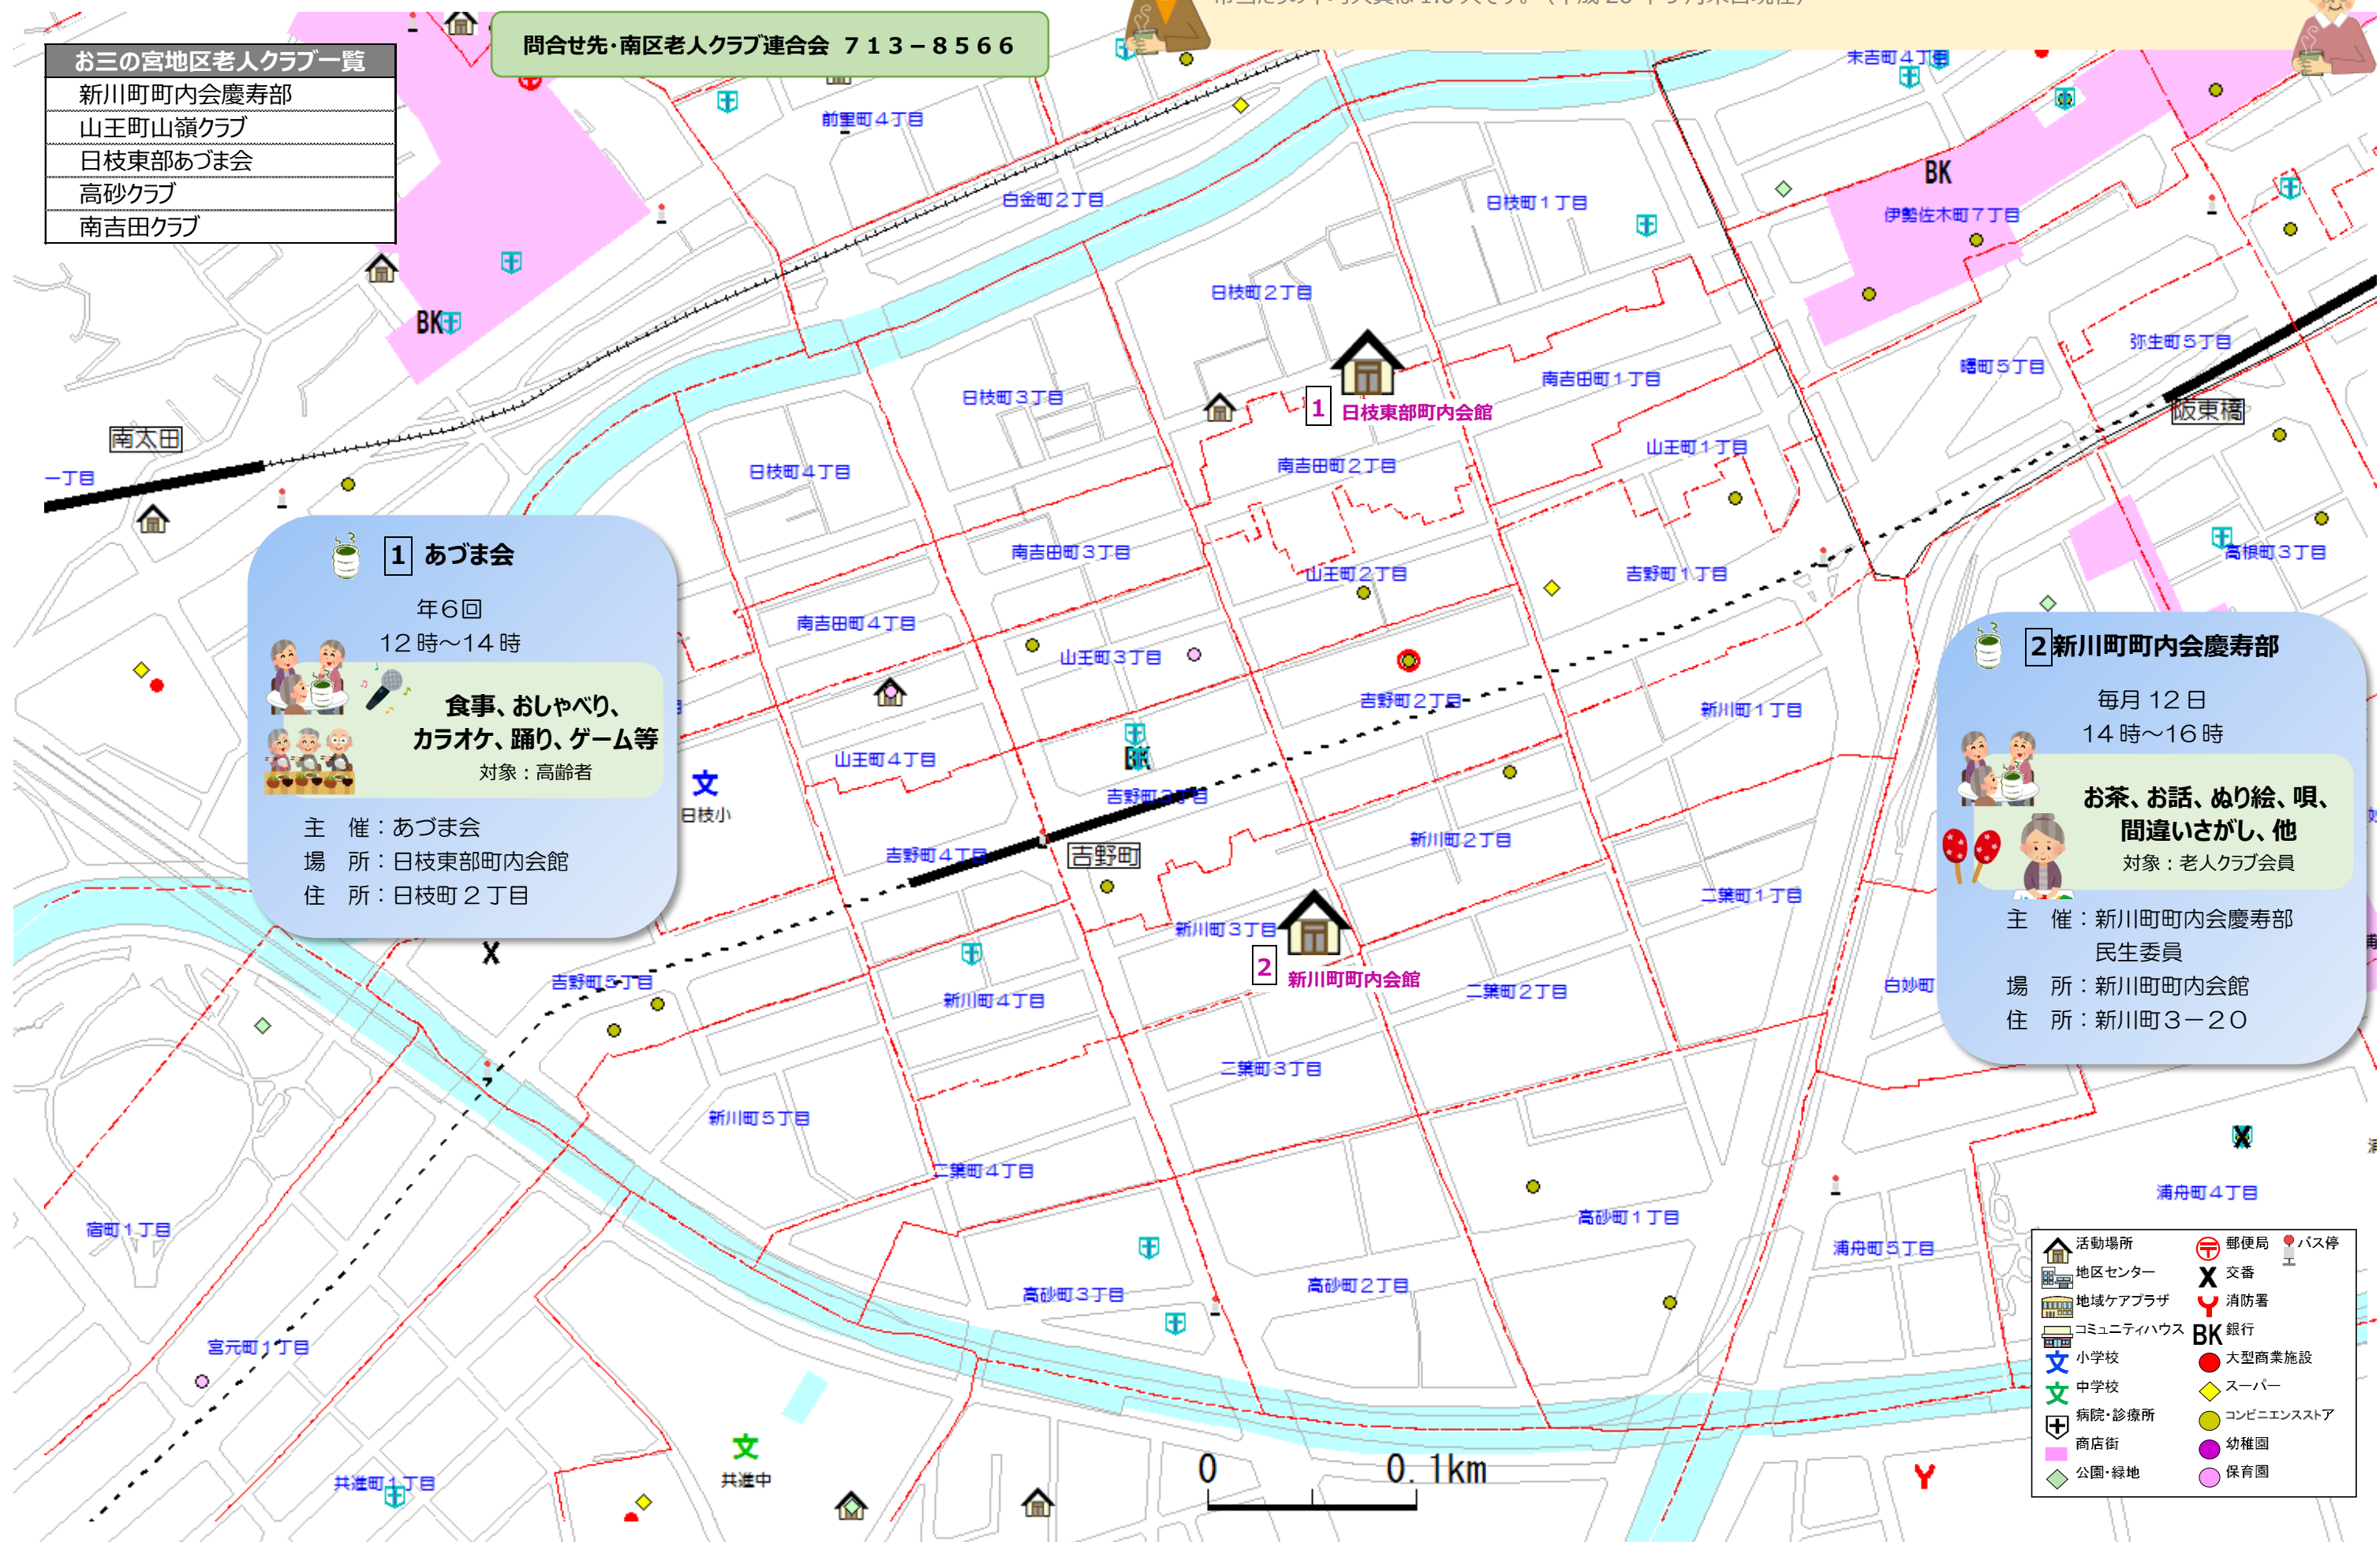 問合せ先・南区老人クラブ連合会 713-8566
お三の宮地区老人クラブ一覧
新川町町内会慶寿部
山王町山嶺クラブ
日枝東部あづま会
高砂クラブ
南吉田クラブ
末吉町4丁目
前里町4丁目
白金町2丁目
日枝町1丁目
BK
伊勢佐木町7丁目
日枝町2丁目
BK
弥生町5丁目
曙町5丁目
南吉田町1丁目
日枝町3丁目
1 日枝東部町内会館
阪東橋
南太田
山王町1丁目
南吉田町2丁目
日枝町4丁目
一丁目
南吉田町3丁目
高根町3丁目
山王町2丁目
吉野町1丁目
南吉田町4丁目
山王町3丁目
吉野町2丁目
新川町1丁目
山王町4丁目
BK
吉野町3丁目
文
日枝小
新川町2丁目
吉野町4丁目
吉野町
二葉町1丁目
新川町3丁目
2 新川町町内会館
X
吉野町5丁目
新川町4丁目
二葉町2丁目
白妙町
二葉町3丁目
新川町5丁目
二葉町4丁目
浦舟町4丁目
高砂町1丁目
宿町1丁目
浦舟町5丁目
高砂町2丁目
高砂町3丁目
宮元町1丁目
文
共進中
共進町1丁目
0 0.1km
1 あづま会
年6回
12時～14時
食事、おしゃべり、
カラオケ、踊り、ゲーム等
対象：高齢者
主　催：あづま会
場　所：日枝東部町内会館
住　所：日枝町２丁目
2 新川町町内会慶寿部
毎月12日
14時～16時
お茶、お話、ぬり絵、唄、
間違いさがし、他
対象：老人クラブ会員
主　催：新川町町内会慶寿部
民生委員
場　所：新川町町内会館
住　所：新川町３－２０
活動場所
地区センター
地域ケアプラザ
コミュニティハウス
文 小学校
文 中学校
病院・診療所
商店街
公園・緑地
郵便局
バス停
X 交番
消防署
BK 銀行
大型商業施設
スーパー
コンビニエンスストア
幼稚園
保育園